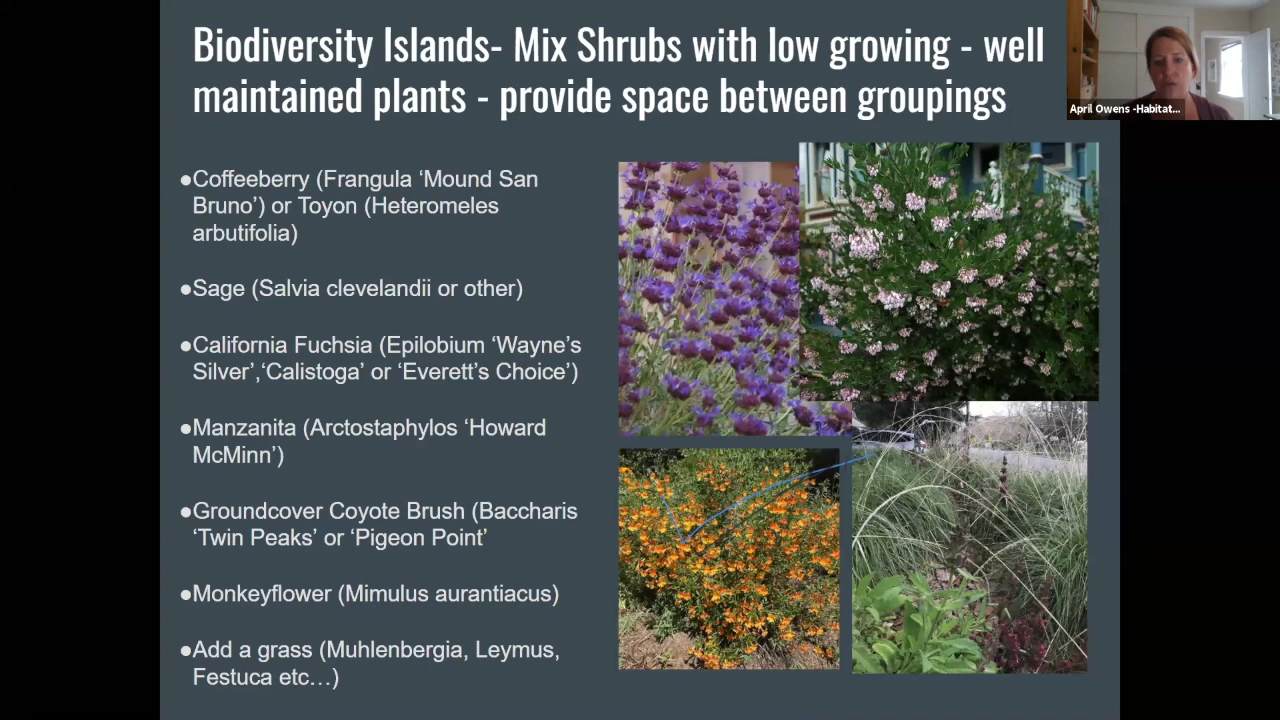 Biodiversity Islands- Mix Shrubs with low growing - well
maintained plants - provide space between groupings
April Owens -Habitat...
●Coffeeberry (Frangula ‘Mound San
Bruno’) or Toyon (Heteromeles
arbutifolia)
●Sage (Salvia clevelandii or other)
●California Fuchsia (Epilobium ‘Wayne’s
Silver’,‘Calistoga’ or ‘Everett’s Choice’)
●Manzanita (Arctostaphylos ‘Howard
McMinn’)
●Groundcover Coyote Brush (Baccharis
‘Twin Peaks’ or ‘Pigeon Point’
●Monkeyflower (Mimulus aurantiacus)
●Add a grass (Muhlenbergia, Leymus,
Festuca etc…)